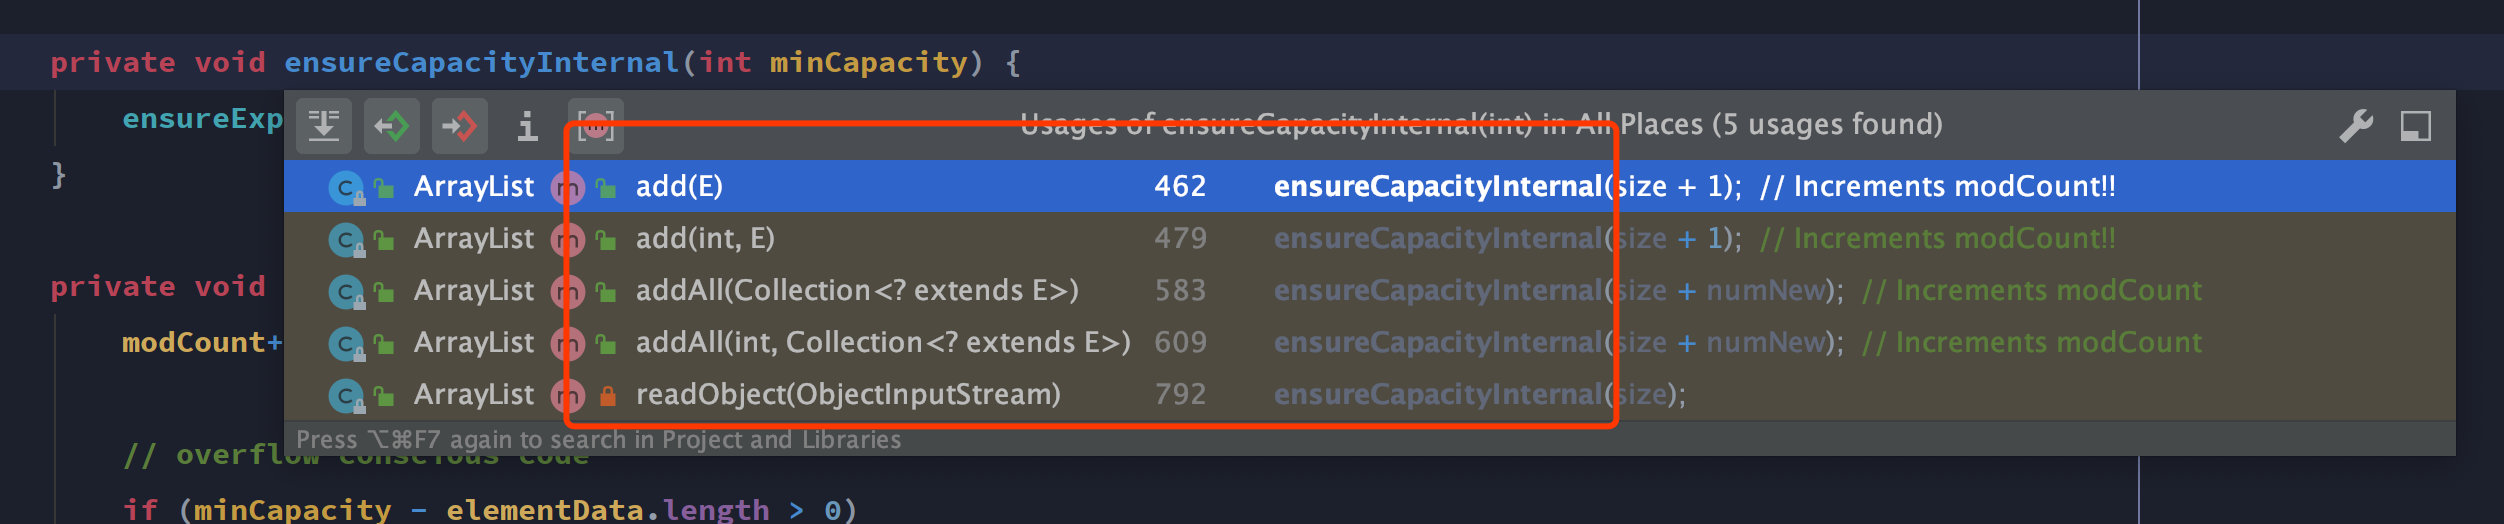 private void ensureCapacityInternal(int minCapacity) {
ensureExp
Usages of ensureCapacityInternal(int) in All Places (5 usages found)
}
ArrayList m add(E) 462 ensureCapacityInternal(size + 1); // Increments modCount!!
ArrayList m add(int, E) 479 ensureCapacityInternal(size + 1); // Increments modCount!!
private void
ArrayList m addAll(Collection<? extends E>) 583 ensureCapacityInternal(size + numNew); // Increments modCount
modCount+
ArrayList m addAll(int, Collection<? extends E>) 609 ensureCapacityInternal(size + numNew); // Increments modCount
ArrayList m readObject(ObjectInputStream) 792 ensureCapacityInternal(size);
Press ⌥⌘F7 again to search in Project and Libraries
// overflow conscious code
if (minCapacity - elementData.length > 0)